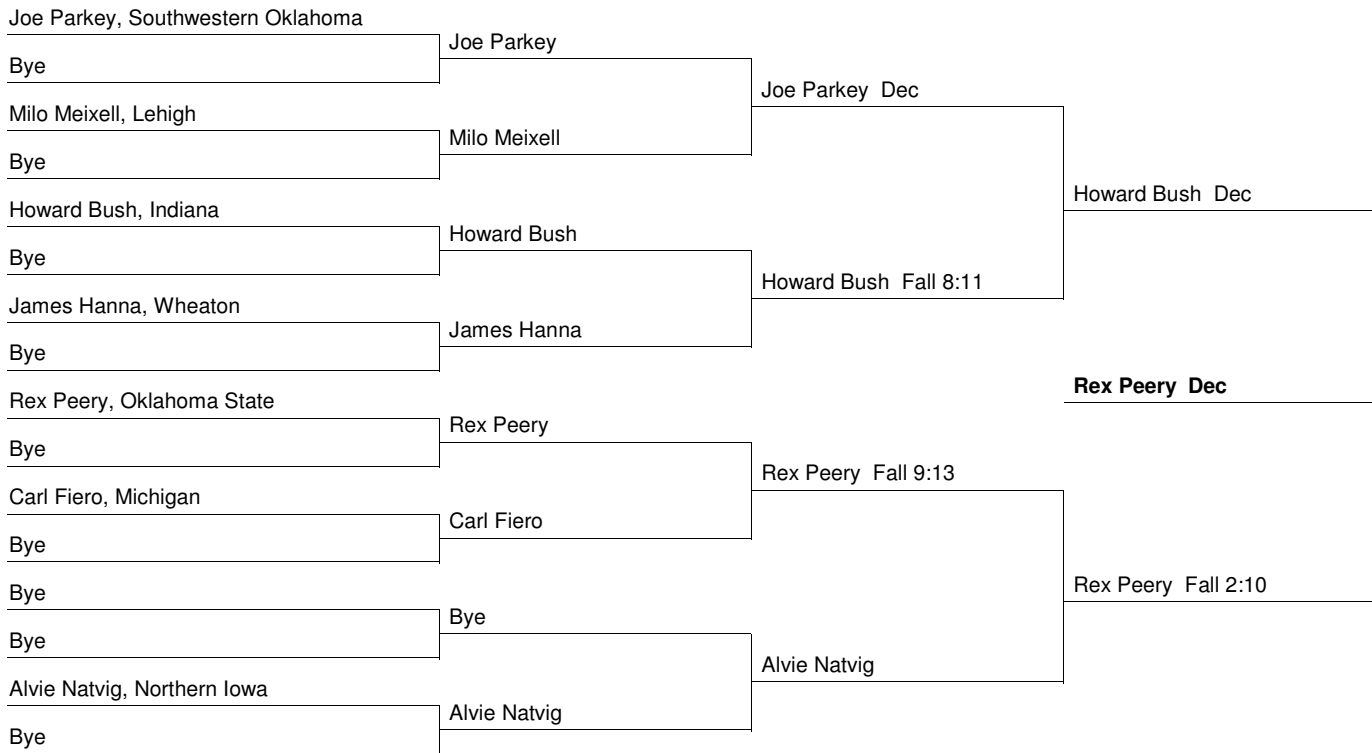 Joe Parkey, Southwestern Oklahoma
Bye
Milo Meixell, Lehigh
Bye
Howard Bush, Indiana
Bye
James Hanna, Wheaton
Bye
Rex Peery, Oklahoma State
Bye
Carl Fiero, Michigan
Bye
Bye
Bye
Alvie Natvig, Northern Iowa
Bye
Joe Parkey
Milo Meixell
Howard Bush
James Hanna
Rex Peery
Carl Fiero
Bye
Alvie Natvig
Joe Parkey Dec
Howard Bush Fall 8:11
Rex Peery Fall 9:13
Alvie Natvig
Howard Bush Dec
Rex Peery Dec
Rex Peery Fall 2:10